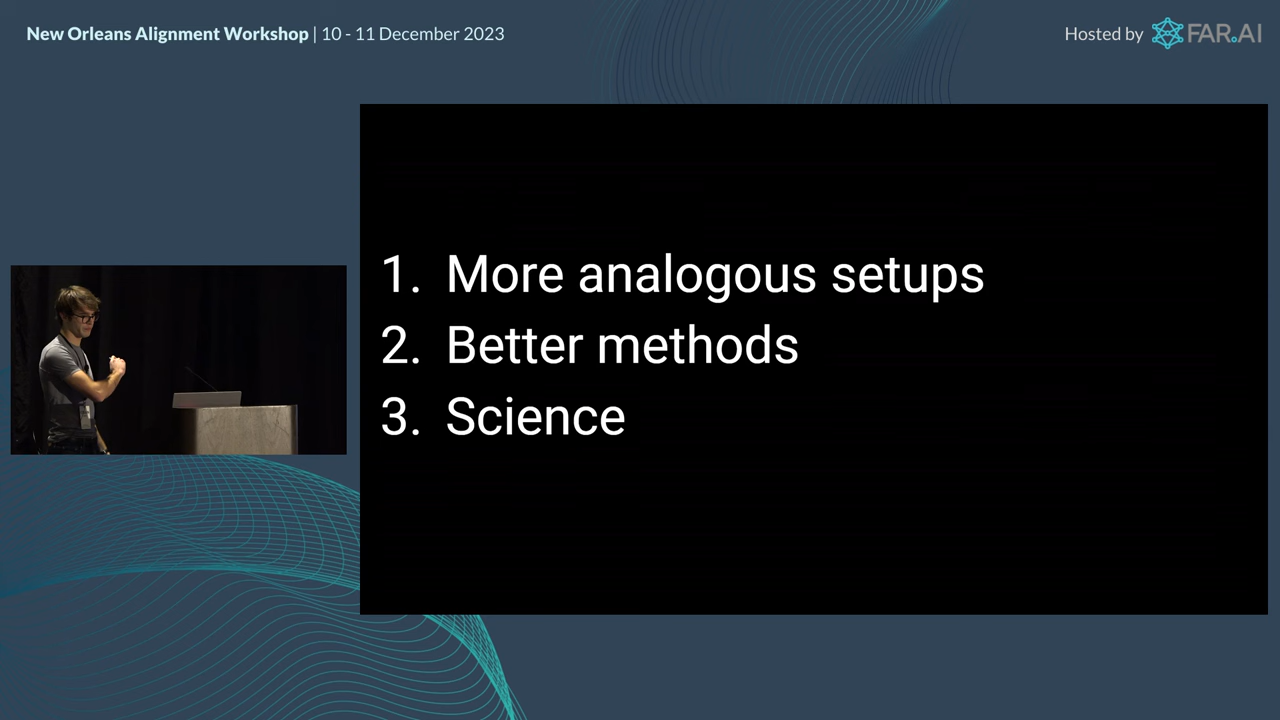 New Orleans Alignment Workshop | 10 - 11 December 2023
Hosted by FAR.AI
1. More analogous setups
2. Better methods
3. Science